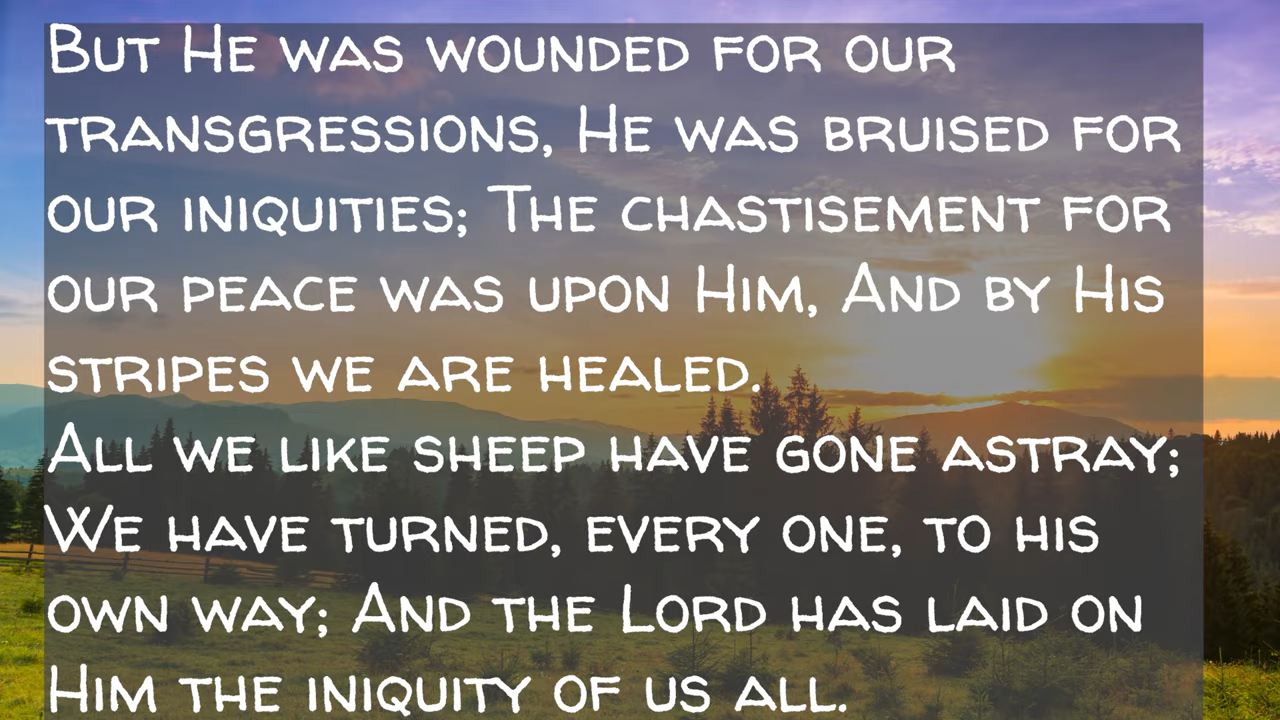 But He was wounded for our
transgressions, He was bruised for
our iniquities; The chastisement for
our peace was upon Him, And by His
stripes we are healed.
All we like sheep have gone astray;
We have turned, every one, to his
own way; And the Lord has laid on
Him the iniquity of us all.